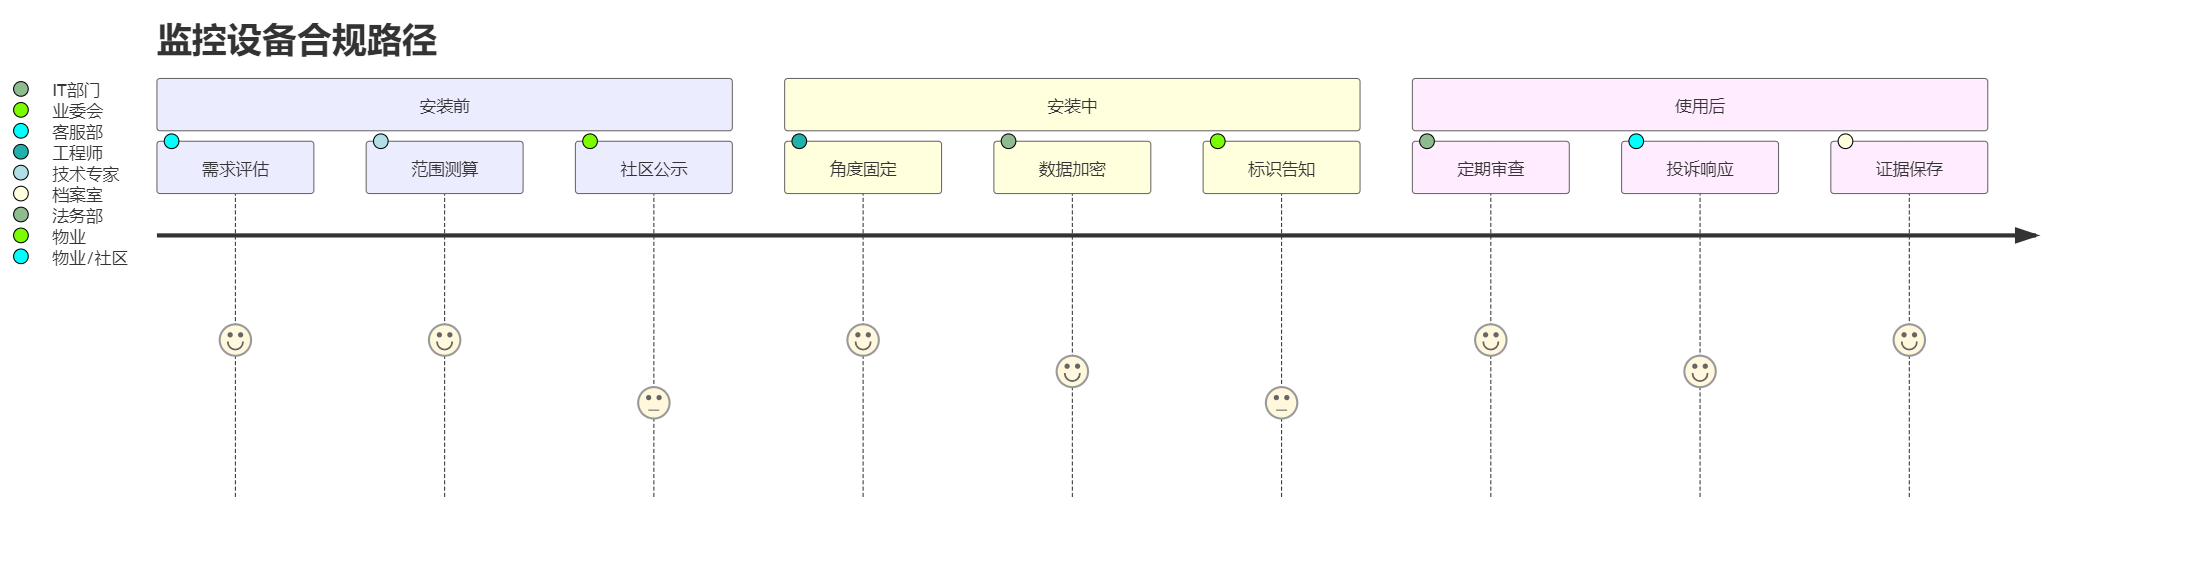 监控设备合规路径
IT部门
业委会
客服部
工程师
技术专家
档案室
法务部
物业
物业/社区
安装前
安装中
使用后
需求评估
范围测算
社区公示
角度固定
数据加密
标识告知
定期审查
投诉响应
证据保存